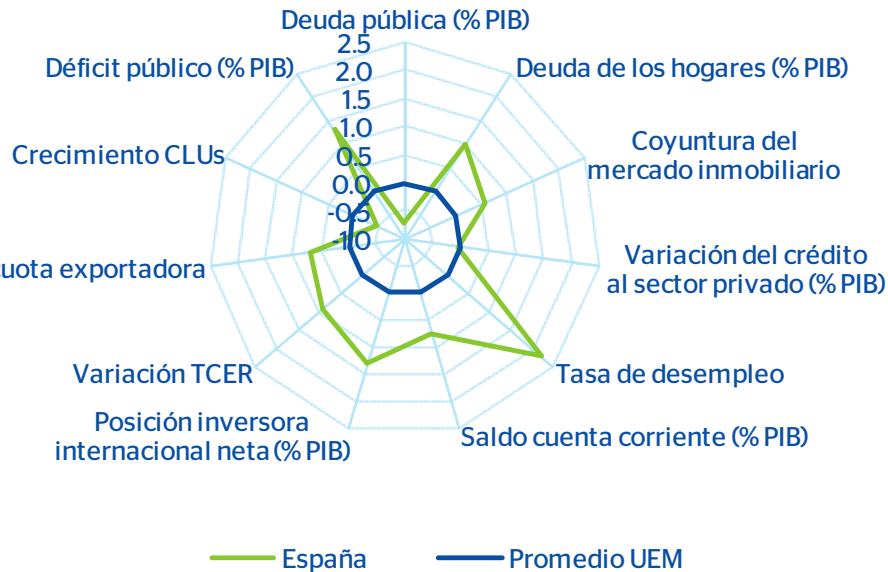 Deuda pública (% PIB)
2.5
2.0
1.5
1.0
0.5
0.0
-0.5
-1.0
Deuda de los hogares (% PIB)
Coyuntura del
mercado inmobiliario
Variación del crédito
al sector privado (% PIB)
Tasa de desempleo
Saldo cuenta corriente (% PIB)
Posición inversora
internacional neta (% PIB)
Variación TCER
cuota exportadora
Crecimiento CLUs
Déficit público (% PIB)
España
Promedio UEM